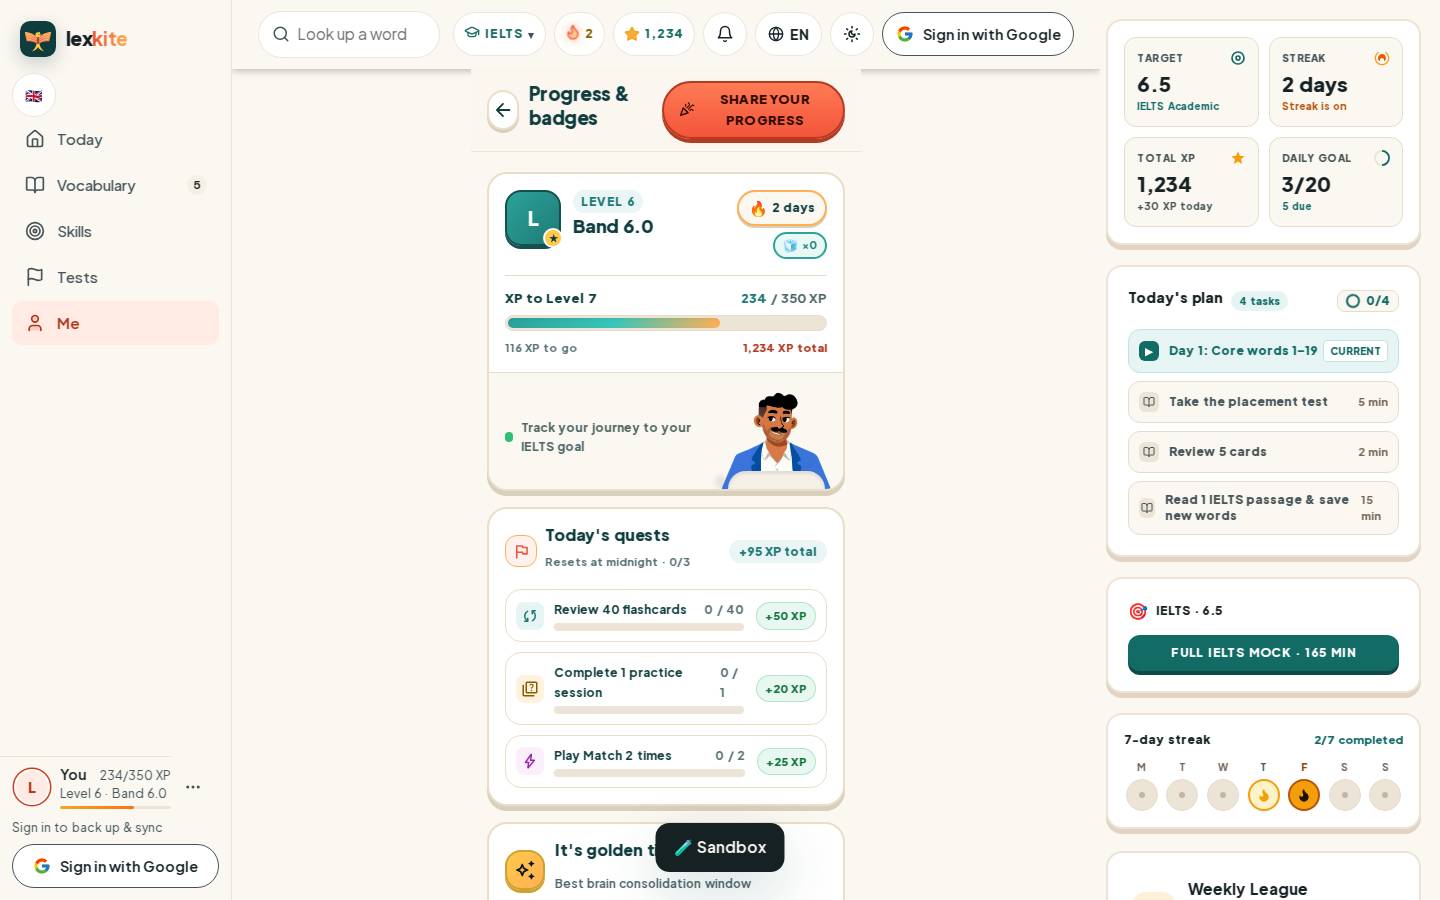 lexkite
Today
Vocabulary 5
Skills
Tests
Me
You 234/350 XP
Level 6 · Band 6.0
Sign in to back up & sync
Sign in with Google
Look up a word
IELTS
2
1,234
EN
Sign in with Google
Progress &
badges
SHARE YOUR
PROGRESS
L
LEVEL 6
Band 6.0
2 days
×0
XP to Level 7
234 / 350 XP
116 XP to go
1,234 XP total
Track your journey to your
IELTS goal
Today's quests
Resets at midnight · 0/3
+95 XP total
Review 40 flashcards 0 / 40
+50 XP
Complete 1 practice
session
0 /
1
+20 XP
Play Match 2 times 0 / 2
+25 XP
It's golden
Best brain consolidation window
Sandbox
TARGET
6.5
IELTS Academic
STREAK
2 days
Streak is on
TOTAL XP
1,234
+30 XP today
DAILY GOAL
3/20
5 due
Today's plan 4 tasks 0/4
Day 1: Core words 1–19 CURRENT
Take the placement test 5 min
Review 5 cards 2 min
Read 1 IELTS passage & save
new words
15
min
IELTS · 6.5
FULL IELTS MOCK · 165 MIN
7-day streak 2/7 completed
M T W T F S S
Weekly League
L